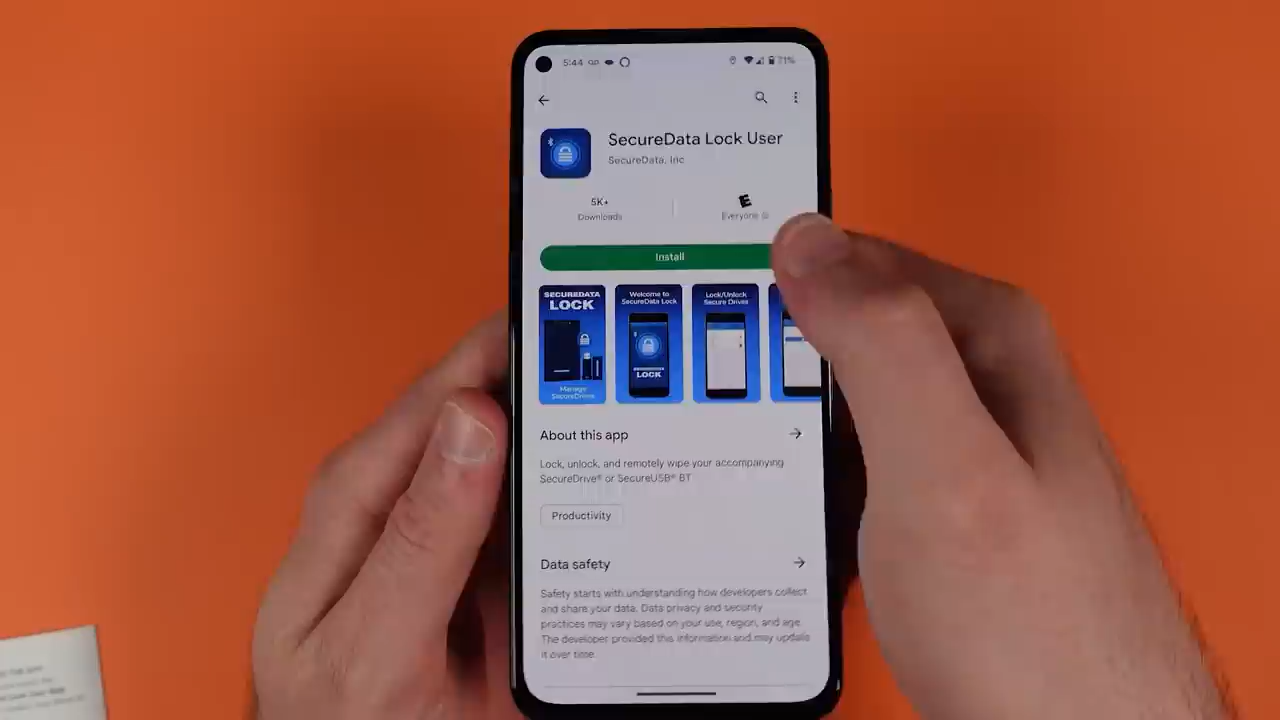 5:44
71%
SecureData Lock User
SecureData, Inc
5K+
Downloads
E
Everyone
Install
SECUREDATA
LOCK
Manage
SecureDrives
Welcome to
SecureData Lock
LOCK
Lock/Unlock
Secure Drives
About this app
Lock, unlock, and remotely wipe your accompanying
SecureDrive® or SecureUSB® BT
Productivity
Data safety
Safety starts with understanding how developers collect
and share your data. Data privacy and security
practices may vary based on your use, region, and age.
The developer provided this information and may update
it over time.